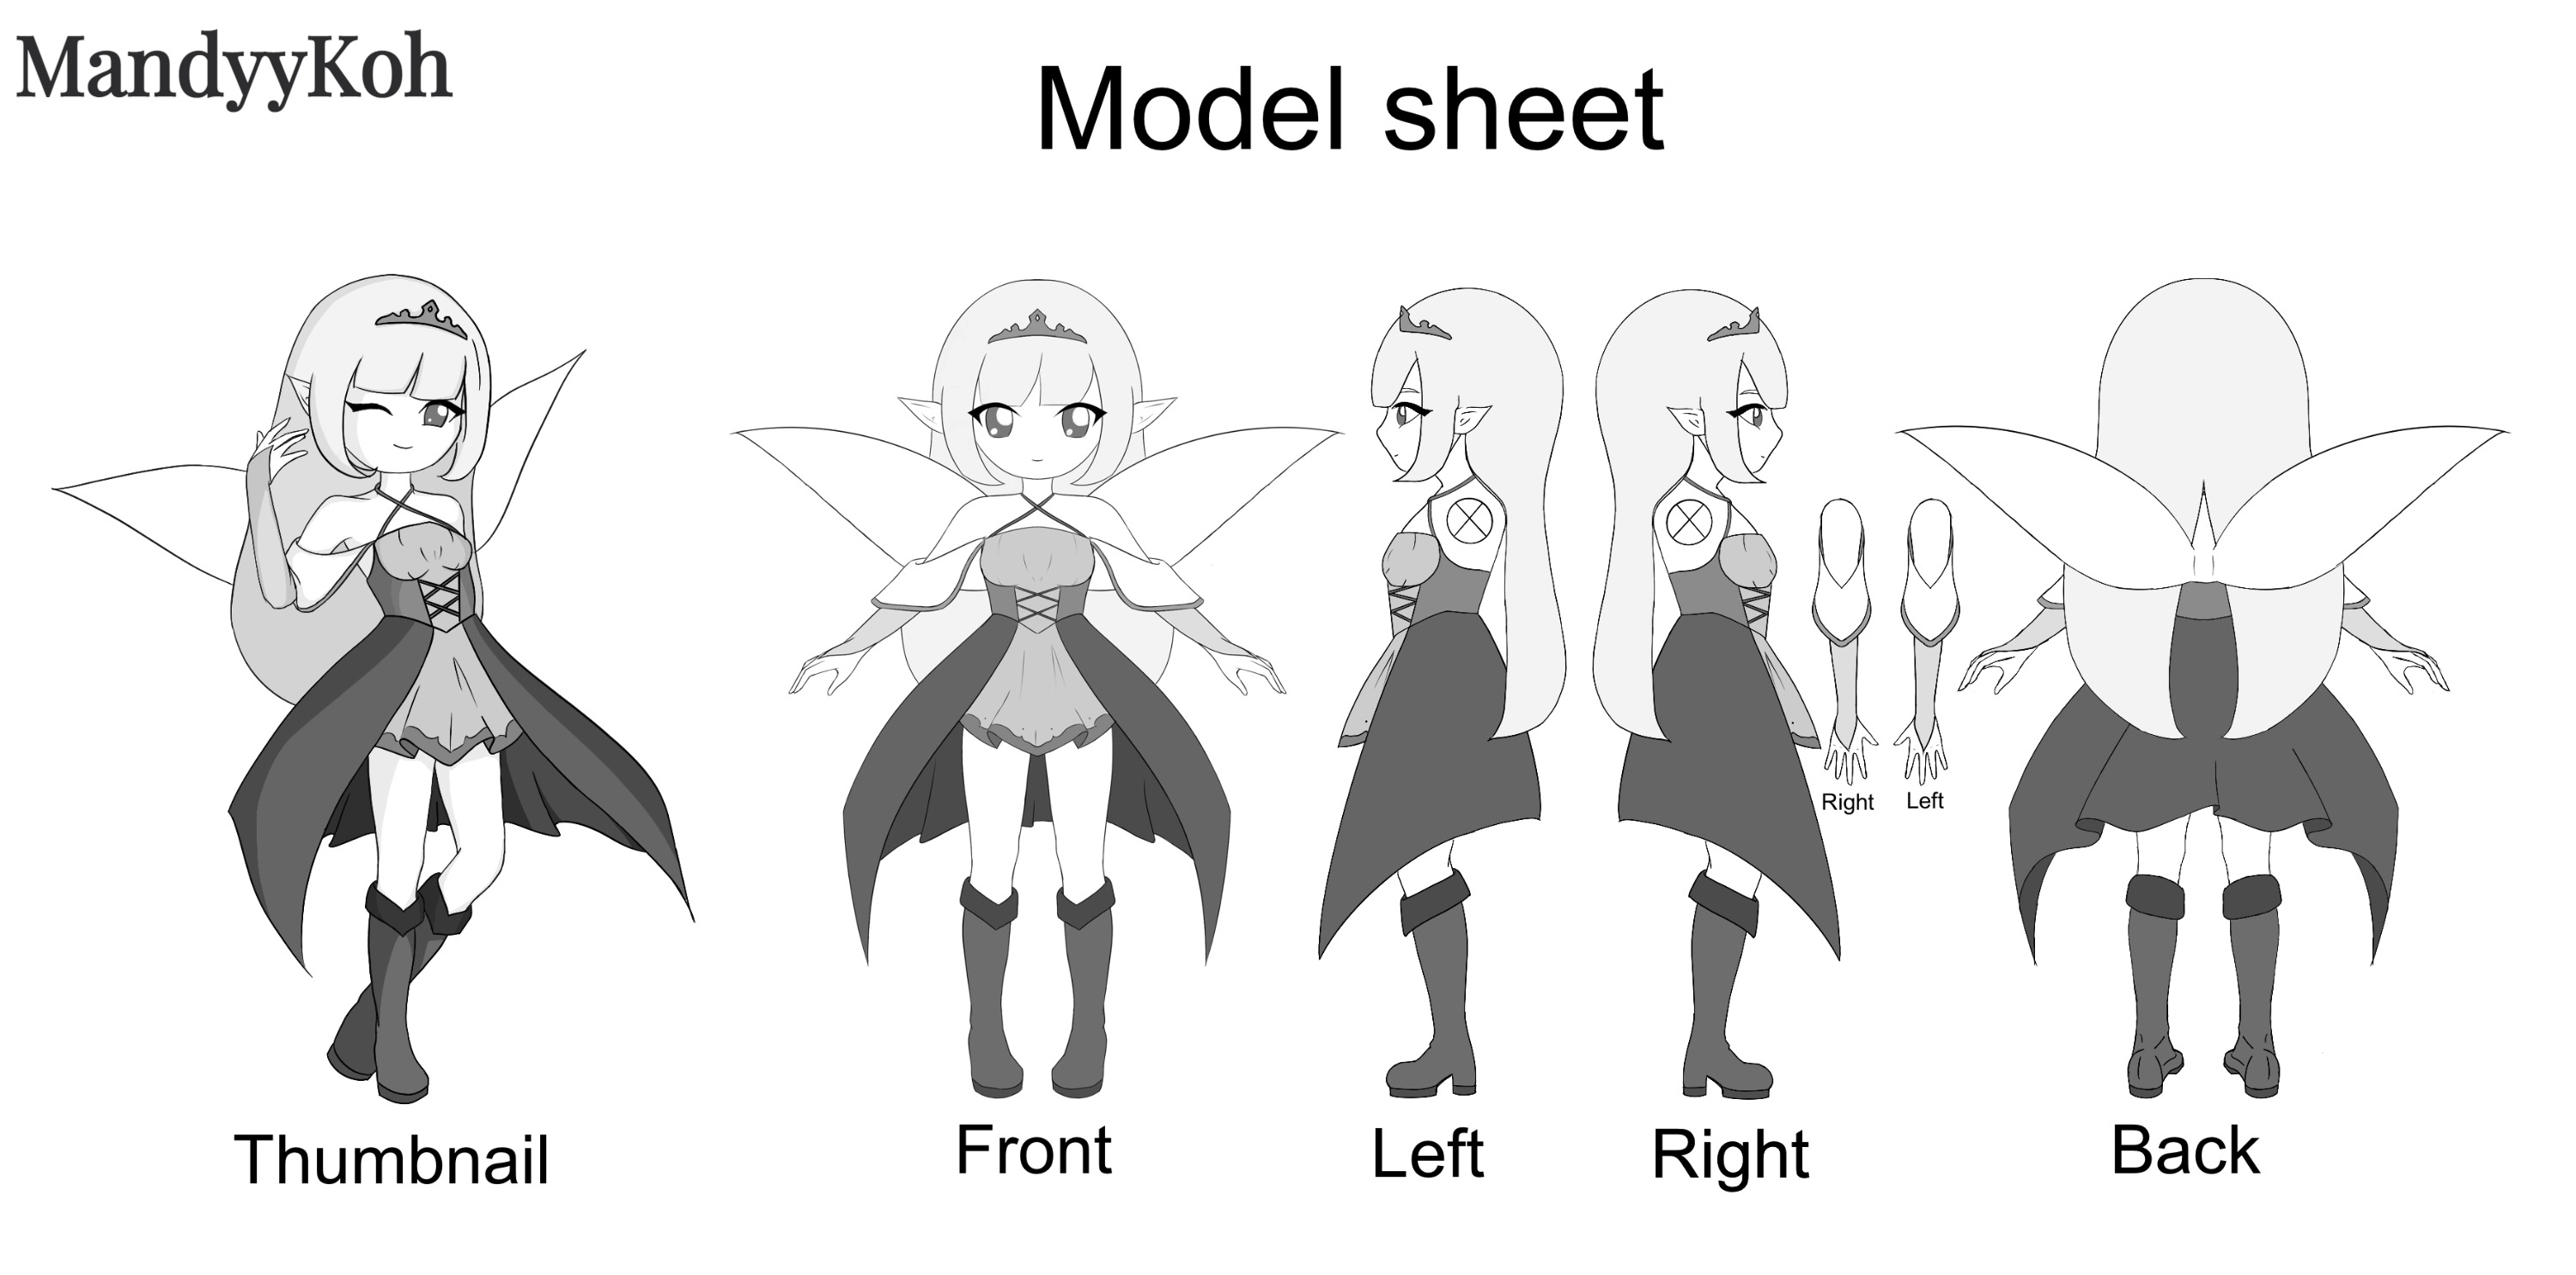 MandyyKoh
Model sheet
Right
Left
Thumbnail
Front
Left
Right
Back